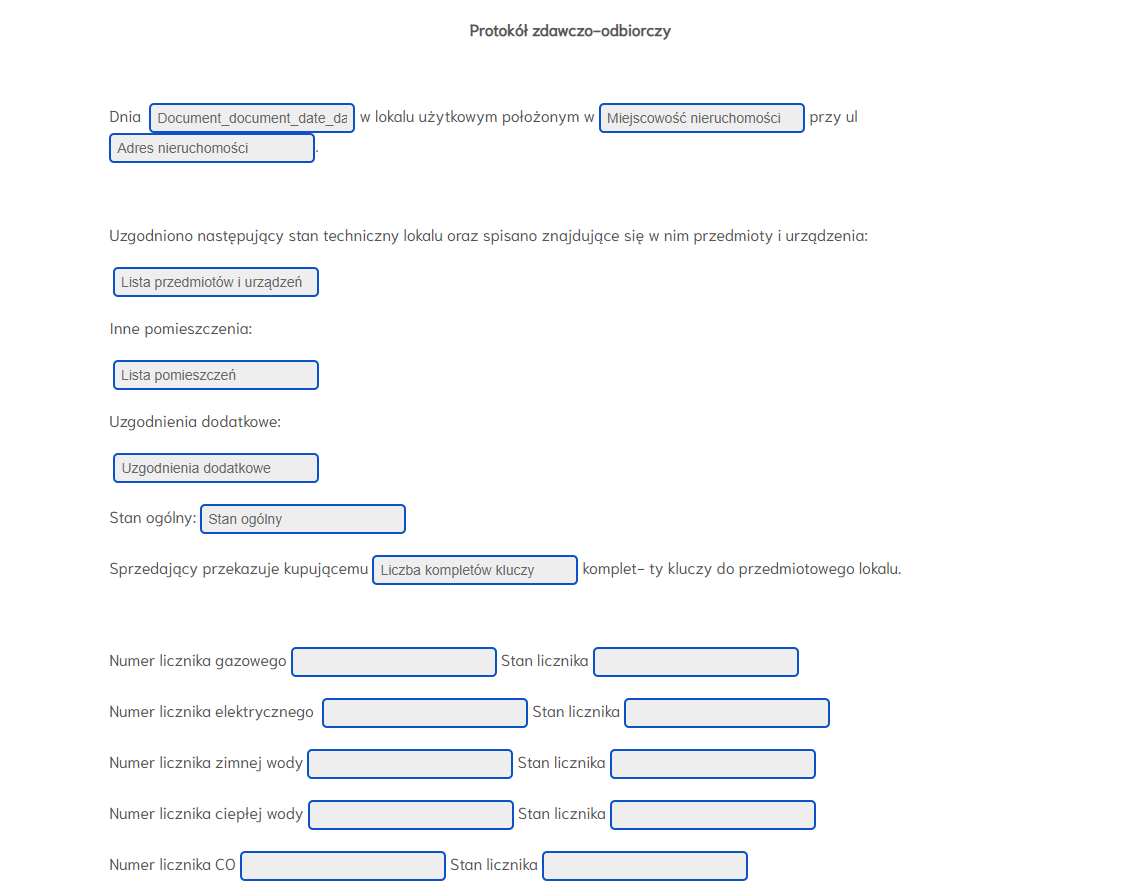 Protokół zdawczo-odbiorczy
Dnia Document_document_date_da w lokalu użytkowym położonym w Miejscowość nieruchomości przy ul
Adres nieruchomości.
Uzgodniono następujący stan techniczny lokalu oraz spisano znajdujące się w nim przedmioty i urządzenia:
Lista przedmiotów i urządzeń
Inne pomieszczenia:
Lista pomieszczeń
Uzgodnienia dodatkowe:
Uzgodnienia dodatkowe
Stan ogólny: Stan ogólny
Sprzedający przekazuje kupującemu Liczba kompletów kluczy komplet- ty kluczy do przedmiotowego lokalu.
Numer licznika gazowego Stan licznika
Numer licznika elektrycznego Stan licznika
Numer licznika zimnej wody Stan licznika
Numer licznika ciepłej wody Stan licznika
Numer licznika CO Stan licznika